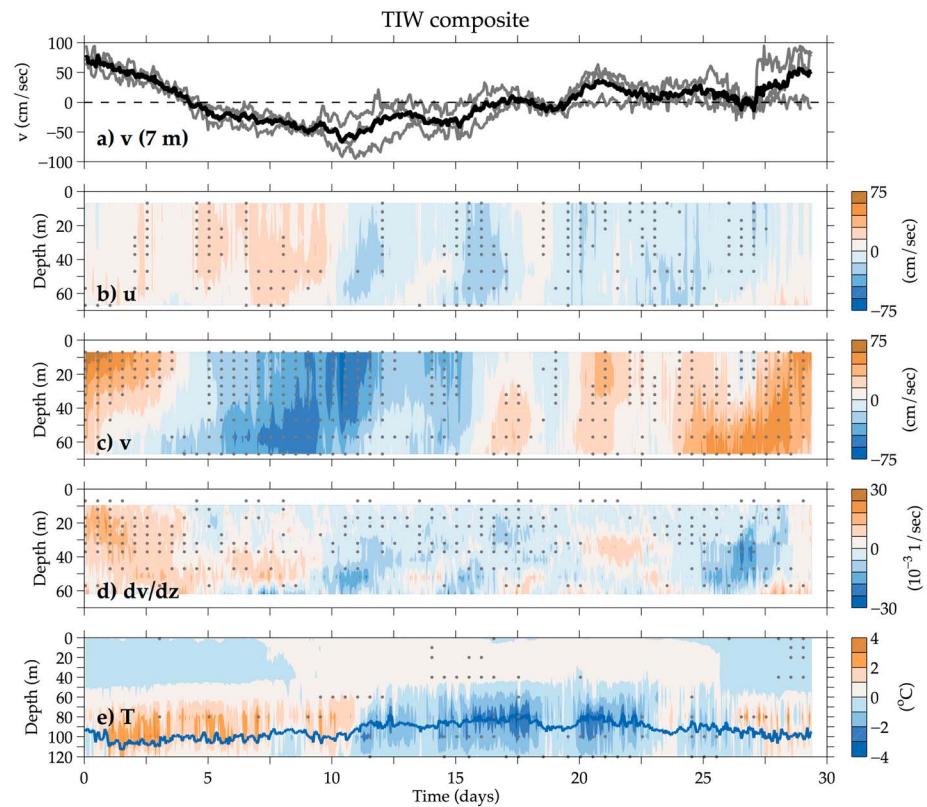 TIW composite
100
50
0
−50
−100
v (cm/sec)
a) v (7 m)
0
20
40
60
Depth (m)
b) u
75
0
−75
(cm/sec)
0
20
40
60
Depth (m)
c) v
75
0
−75
(cm/sec)
0
20
40
60
Depth (m)
d) dv/dz
30
0
−30
(10⁻³ 1/sec)
0
20
40
60
80
100
120
Depth (m)
e) T
4
2
0
−2
−4
(°C)
0 5 10 15 20 25 30
Time (days)